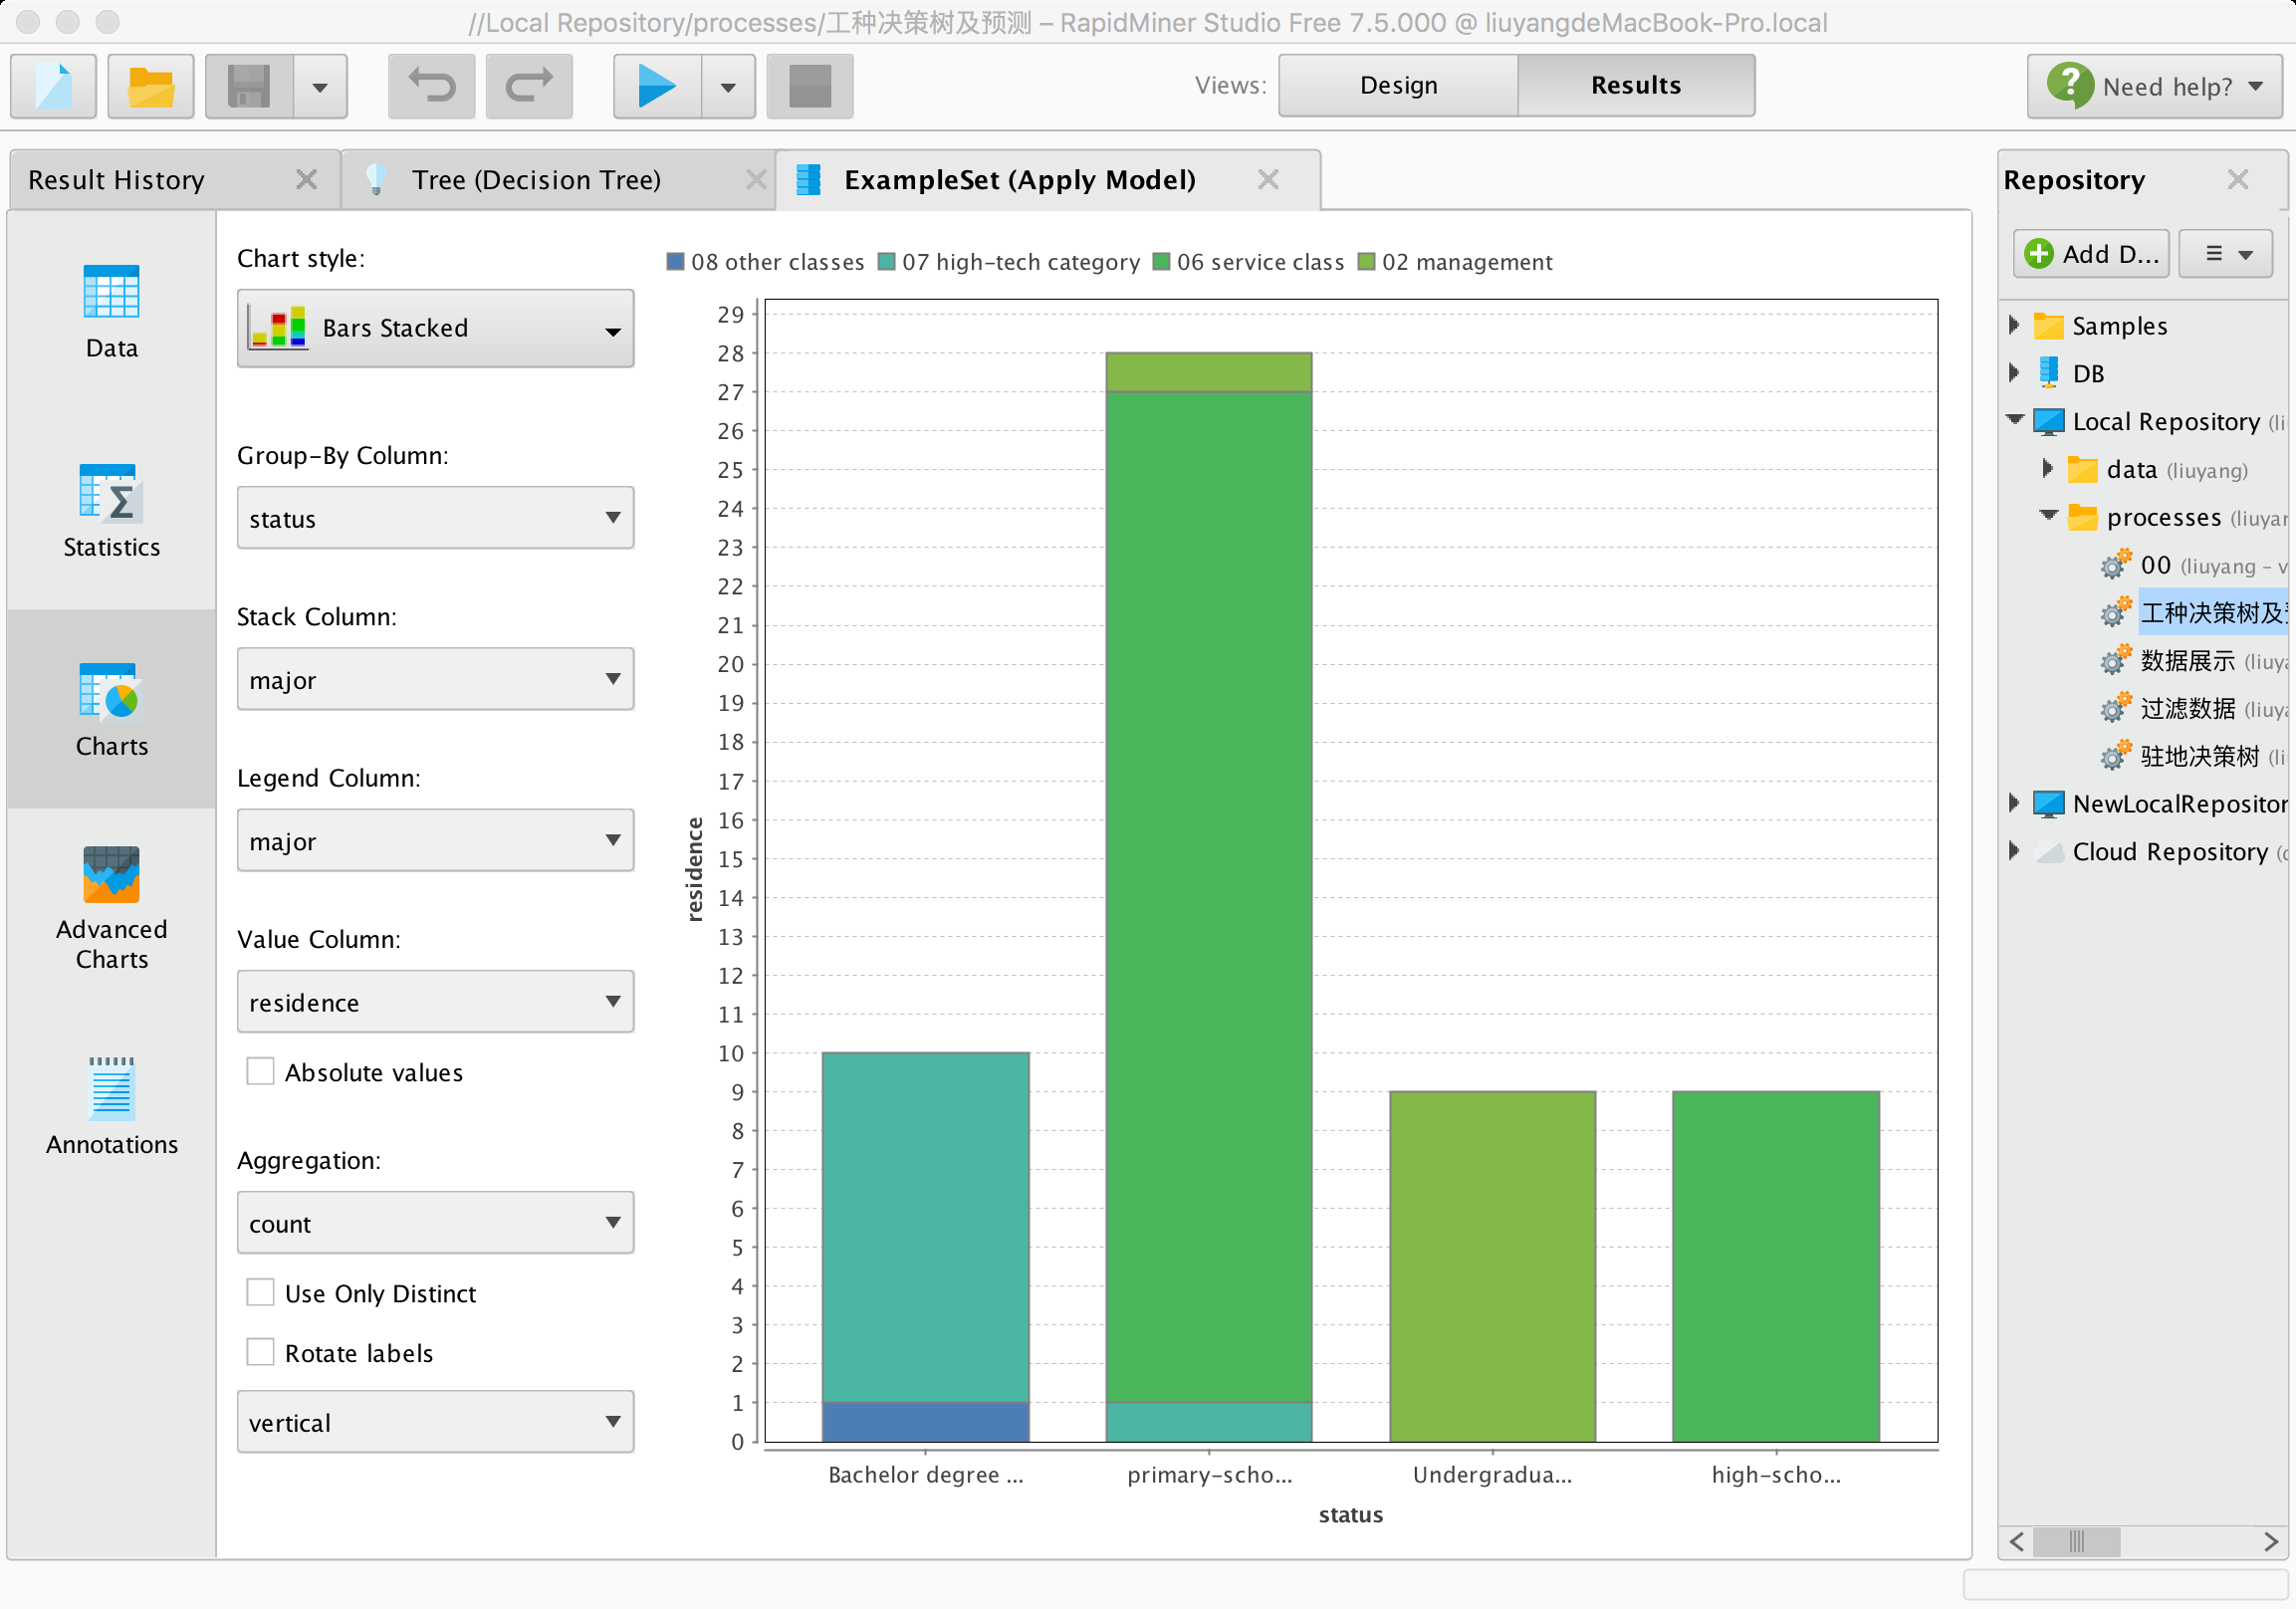 //Local Repository/processes/工种决策树及预测 – RapidMiner Studio Free 7.5.000 @ liuyangdeMacBook-Pro.local
Views: Design Results
Need help?
Result History
Tree (Decision Tree)
ExampleSet (Apply Model)
Repository
Data
Statistics
Charts
Advanced
Charts
Annotations
Chart style:
Bars Stacked
Group-By Column:
status
Stack Column:
major
Legend Column:
major
Value Column:
residence
Absolute values
Aggregation:
count
Use Only Distinct
Rotate labels
vertical
08 other classes 07 high-tech category 06 service class 02 management
29
28
27
26
25
24
23
22
21
20
19
18
17
16
15
14
13
12
11
10
9
8
7
6
5
4
3
2
1
0
residence
Bachelor degree ... primary-scho... Undergradua... high-scho...
status
Add D...
Samples
DB
Local Repository (li
data (liuyang)
processes (liuyar
00 (liuyang - v
工种决策树及
数据展示 (liuya
过滤数据 (liuya
驻地决策树 (li
NewLocalRepositor
Cloud Repository (c